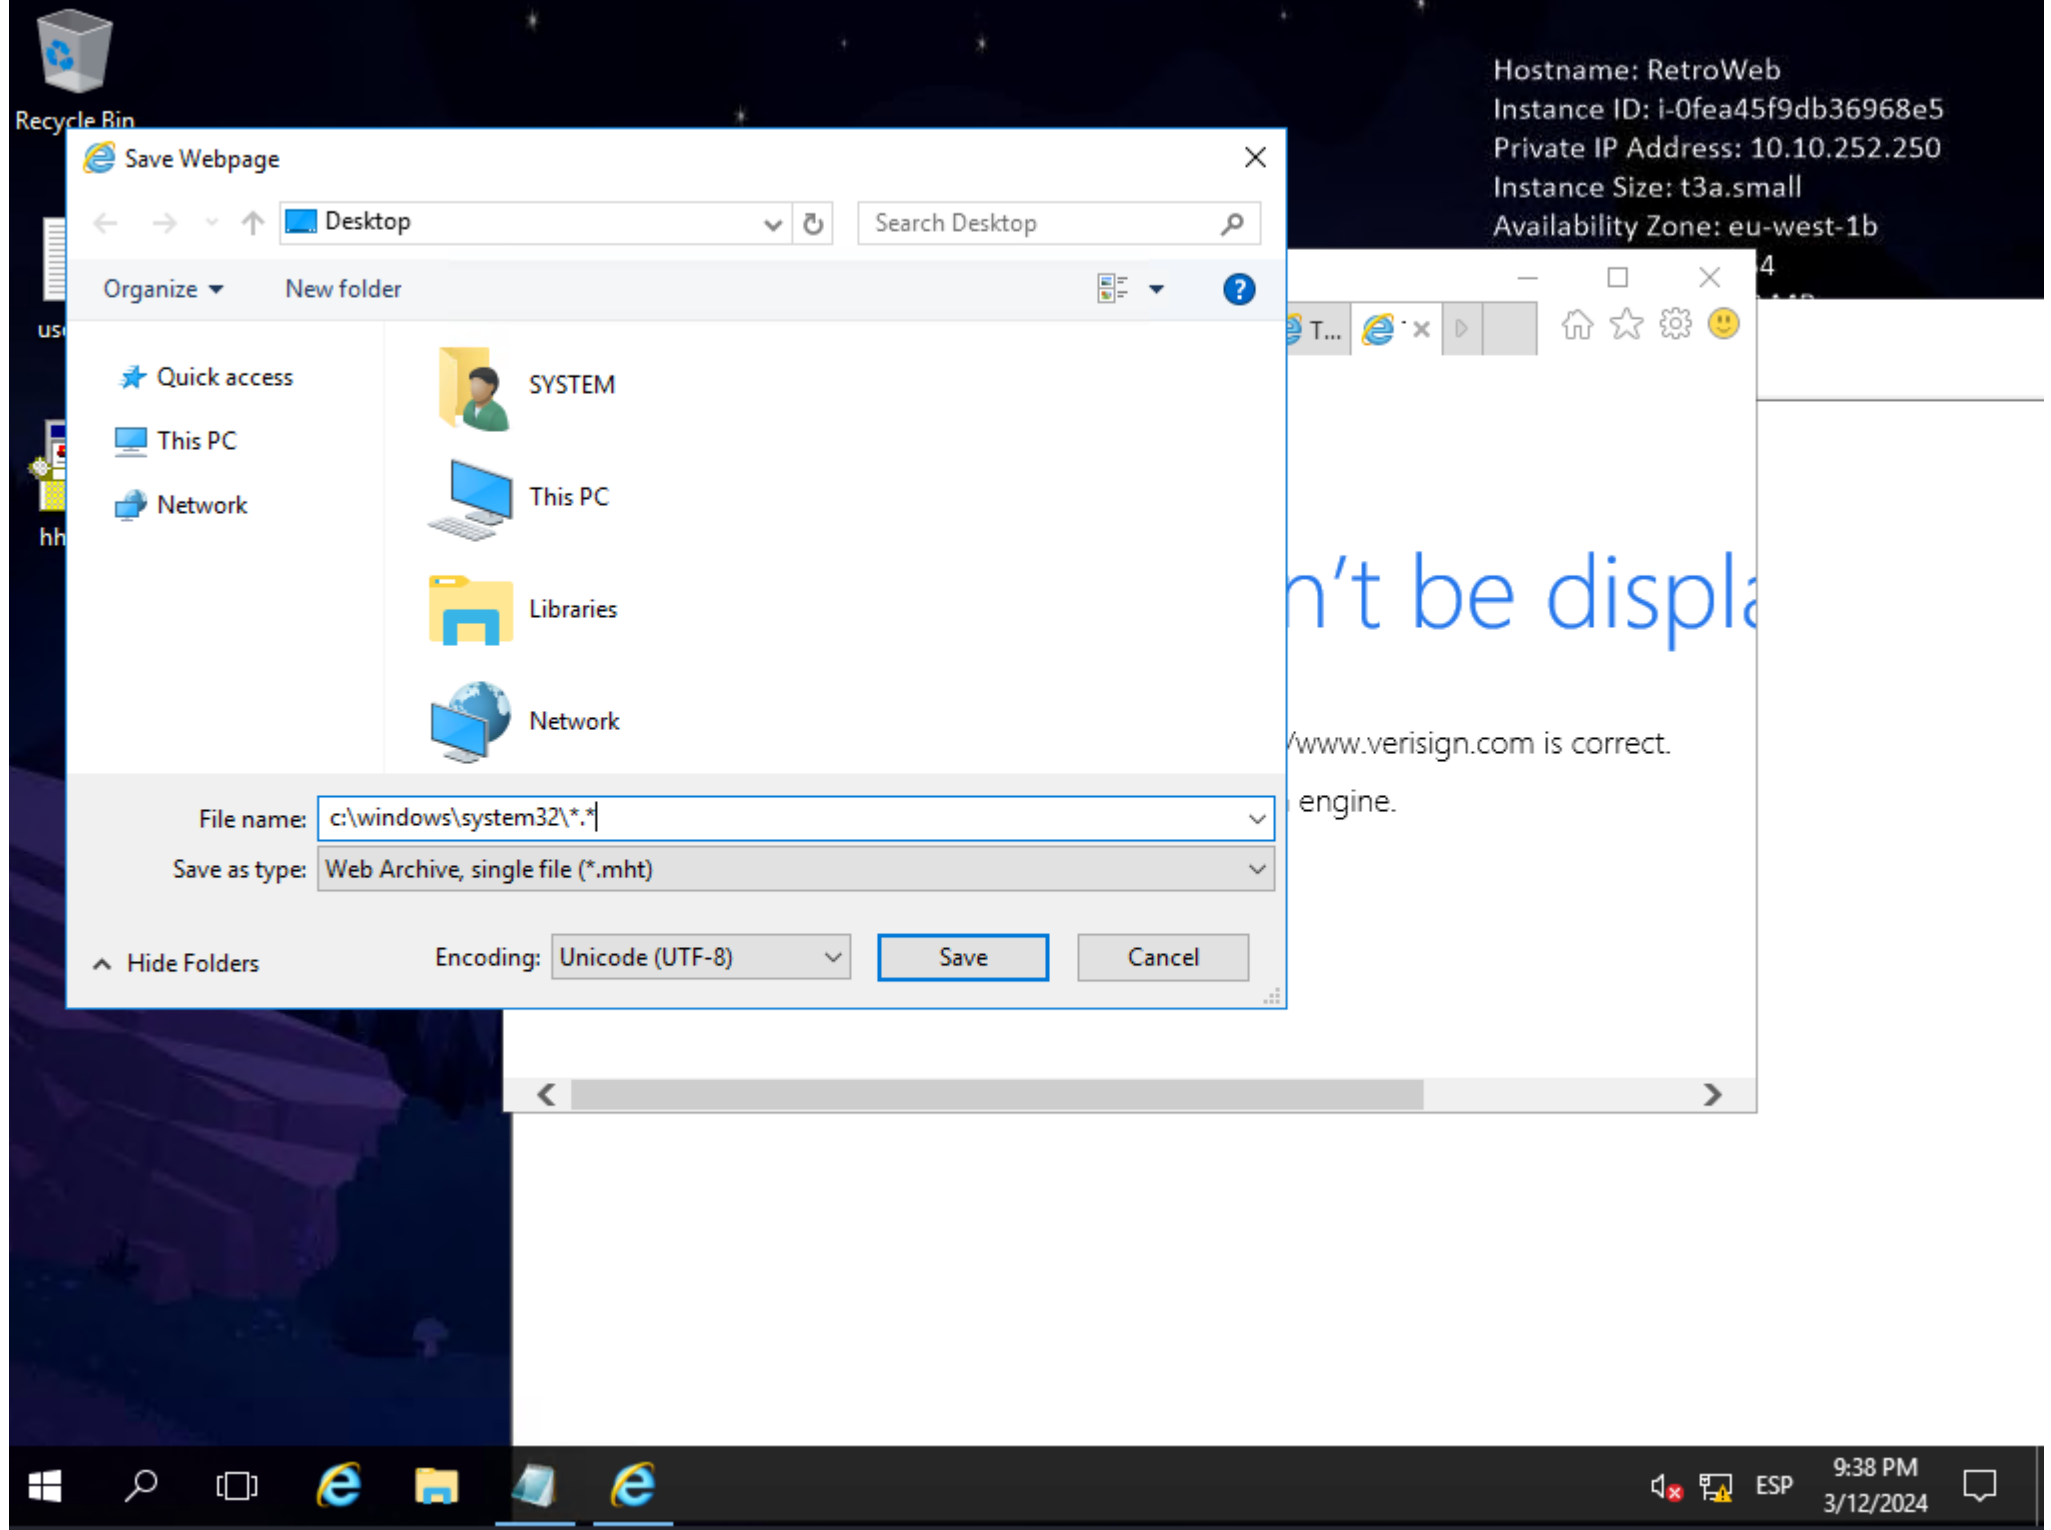 Recycle Bin
Hostname: RetroWeb
Instance ID: i-0fea45f9db36968e5
Private IP Address: 10.10.252.250
Instance Size: t3a.small
Availability Zone: eu-west-1b
Save Webpage
Desktop
Search Desktop
Organize
New folder
Quick access
This PC
Network
SYSTEM
This PC
Libraries
Network
File name: c:\windows\system32\*.*
Save as type: Web Archive, single file (*.mht)
Hide Folders
Encoding: Unicode (UTF-8)
Save
Cancel
T...
n't be displa
/www.verisign.com is correct.
engine.
ESP
9:38 PM
3/12/2024